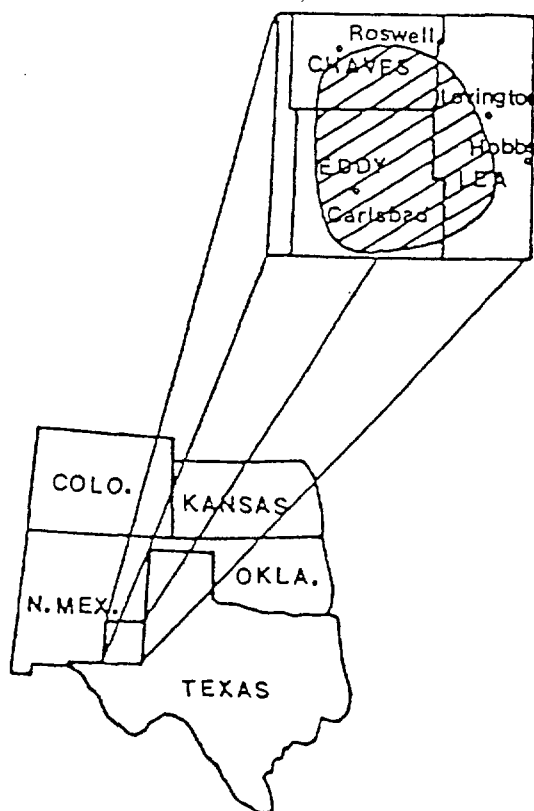 Roswell
CHAVES
Lovington
Hobbs
EDDY
LEA
Carlsbad
COLO.
KANSAS
OKLA.
N. MEX.
TEXAS